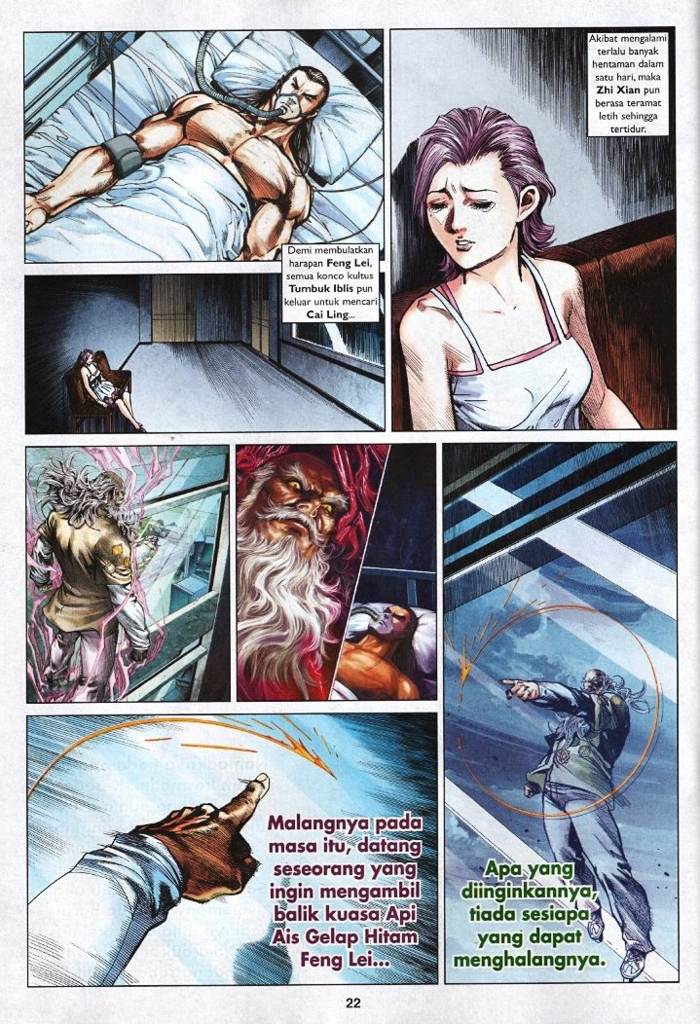 Akibat mengalami
terlalu banyak
hentaman dalam
satu hari, maka
Zhi Xian pun
berasa teramat
letih sehingga
tertidur.
Demi membulatkan
harapan Feng Lei,
semua konco kultus
Tumbuk Iblis pun
keluar untuk mencari
Cai Ling...
Malangnya pada
masa itu, datang
seseorang yang
ingin mengambil
balik kuasa Api
Ais Gelap Hitam
Feng Lei...
Apa yang
diinginkannya,
tiada sesiapa
yang dapat
menghalangnya.
22